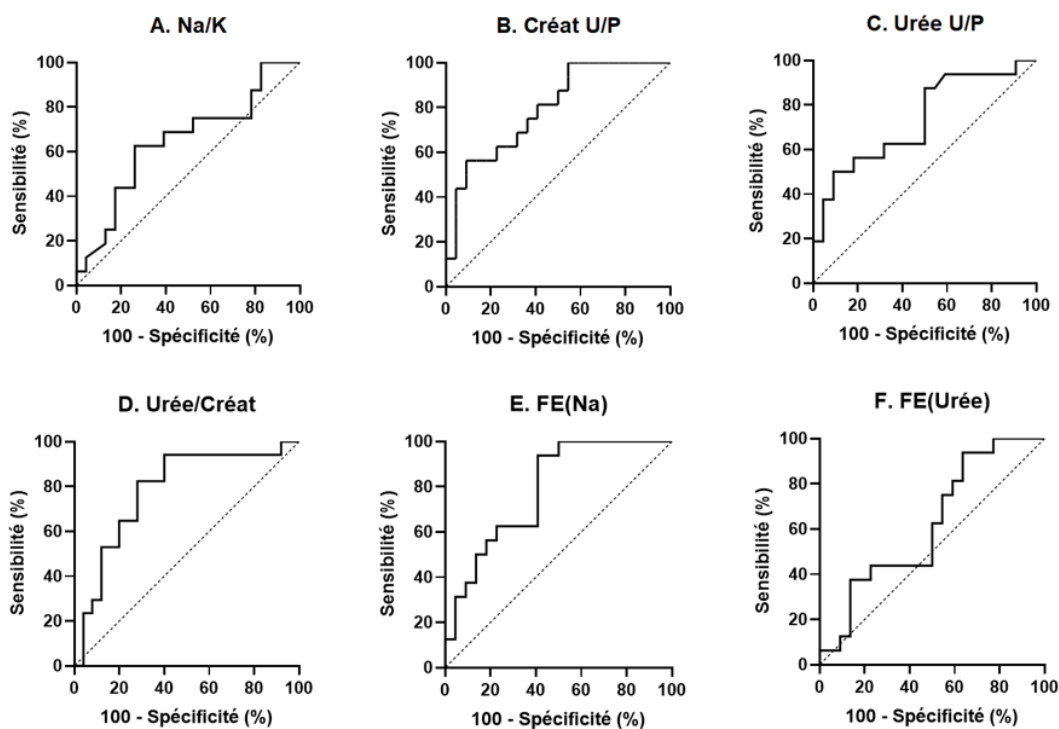 A. Na/K
Sensibilité (%)
100
80
60
40
20
0
0 20 40 60 80 100
100 - Spécificité (%)
B. Créat U/P
Sensibilité (%)
100
80
60
40
20
0
0 20 40 60 80 100
100 - Spécificité (%)
C. Urée U/P
Sensibilité (%)
100
80
60
40
20
0
0 20 40 60 80 100
100 - Spécificité (%)
D. Urée/Créat
Sensibilité (%)
100
80
60
40
20
0
0 20 40 60 80 100
100 - Spécificité (%)
E. FE(Na)
Sensibilité (%)
100
80
60
40
20
0
0 20 40 60 80 100
100 - Spécificité (%)
F. FE(Urée)
Sensibilité (%)
100
80
60
40
20
0
0 20 40 60 80 100
100 - Spécificité (%)